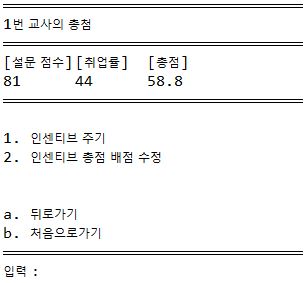 1번 교사의 총점
[설문 점수][취업률] [총점]
81 44 58.8
1. 인센티브 주기
2. 인센티브 총점 배점 수정
a. 뒤로가기
b. 처음으로가기
입력 :